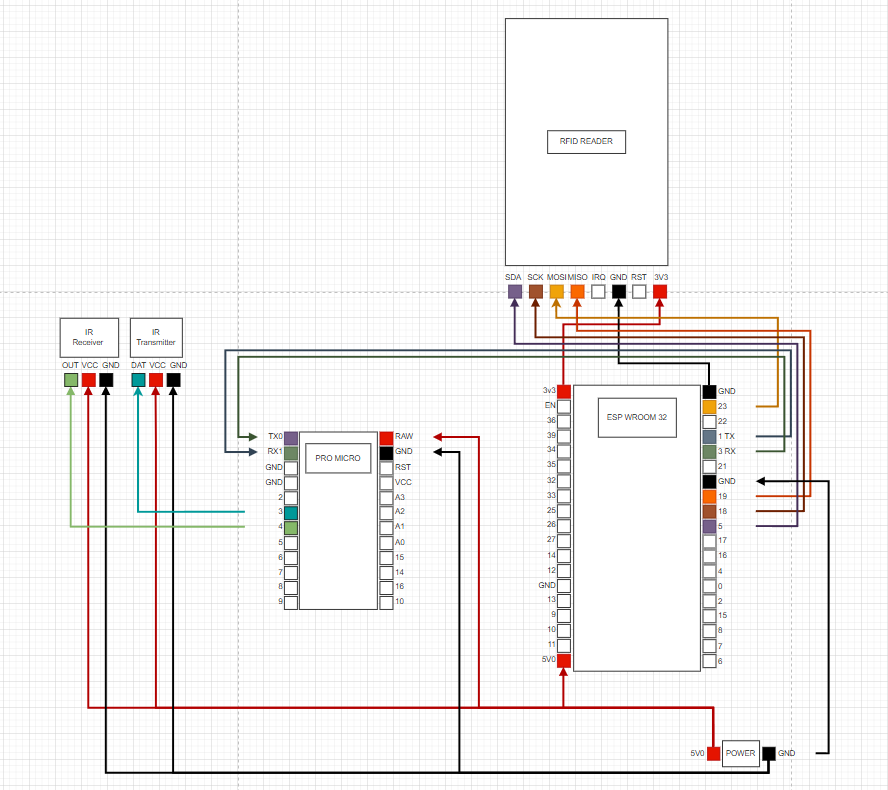 RFID READER
SDA SCK MOSI MISO IRQ GND RST 3V3
IR
Receiver
IR
Transmitter
OUT VCC GND
DAT VCC GND
TX0
RX1
GND
GND
2
3
4
5
6
7
8
9
PRO MICRO
RAW
GND
RST
VCC
A3
A2
A1
A0
15
14
16
10
3v3
EN
36
39
34
35
32
33
25
26
27
14
12
GND
13
9
10
11
5V0
ESP WROOM 32
GND
23
22
1 TX
3 RX
21
GND
19
18
5
17
16
4
0
2
15
8
7
6
5V0 POWER GND